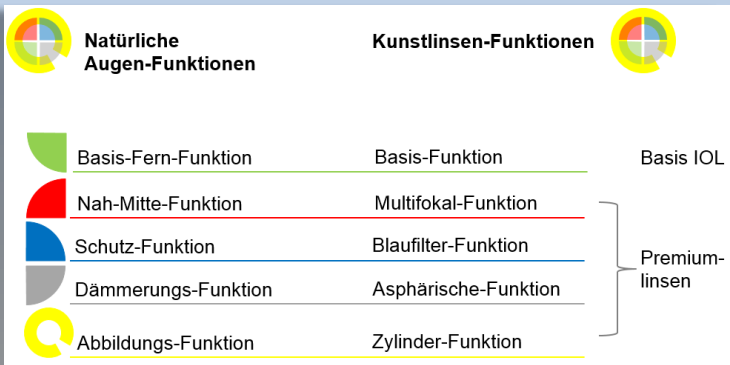 Natürliche
Augen-Funktionen
Kunstlinsen-Funktionen
Basis-Fern-Funktion
Basis-Funktion
Basis IOL
Nah-Mitte-Funktion
Multifokal-Funktion
Schutz-Funktion
Blaufilter-Funktion
Premium-
linsen
Dämmerungs-Funktion
Asphärische-Funktion
Abbildungs-Funktion
Zylinder-Funktion